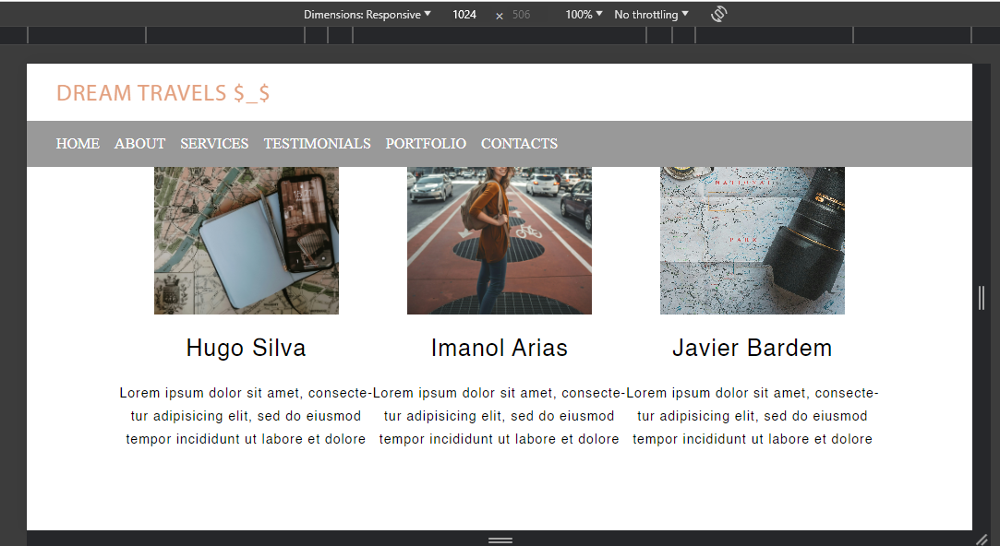 Dimensions: Responsive 1024 × 506 100% No throttling
DREAM TRAVELS $_$
HOME ABOUT SERVICES TESTIMONIALS PORTFOLIO CONTACTS
NATIONAL
PARK
Hugo Silva
Imanol Arias
Javier Bardem
Lorem ipsum dolor sit amet, consecte-
tur adipisicing elit, sed do eiusmod
tempor incididunt ut labore et dolore
Lorem ipsum dolor sit amet, consecte-
tur adipisicing elit, sed do eiusmod
tempor incididunt ut labore et dolore
Lorem ipsum dolor sit amet, consecte-
tur adipisicing elit, sed do eiusmod
tempor incididunt ut labore et dolore